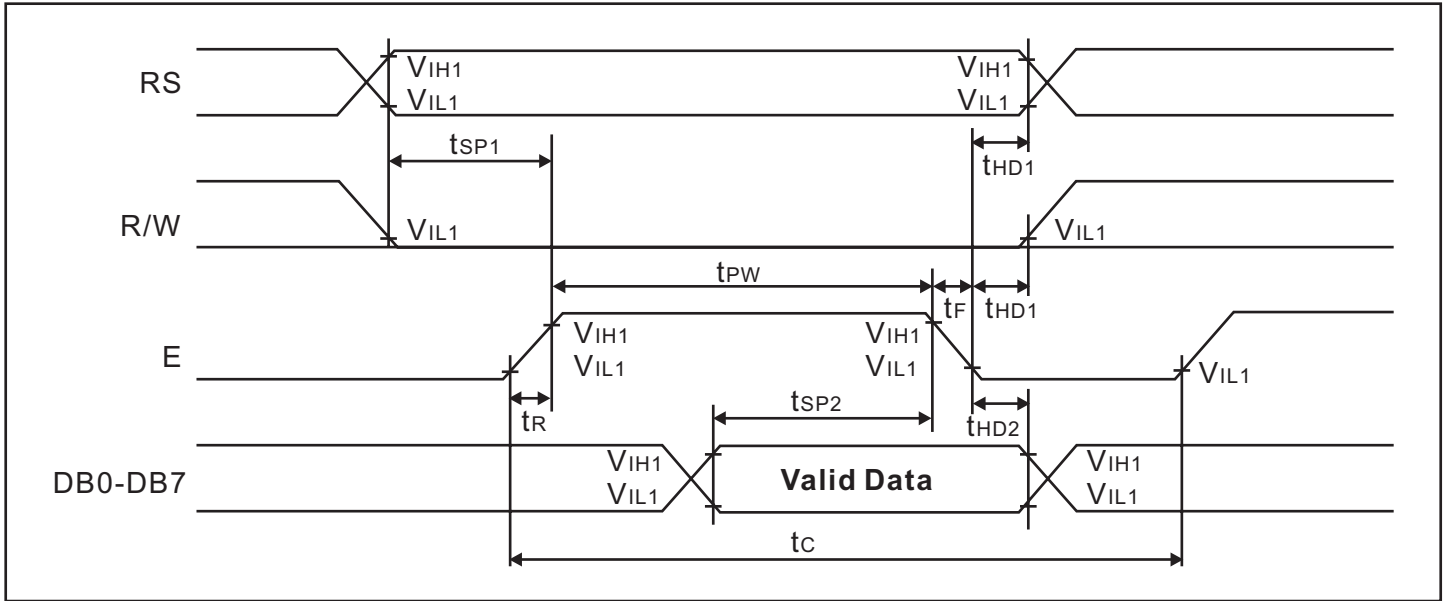 RS
VIH1 VIH1
VIL1 VIL1
tSP1 tHD1
R/W
VIL1 VIL1
tPW tF tHD1
E
VIH1 VIH1
VIL1 VIL1 VIL1
tR tSP2 tHD2
DB0-DB7
VIH1 VIH1
VIL1 Valid Data VIL1
tC